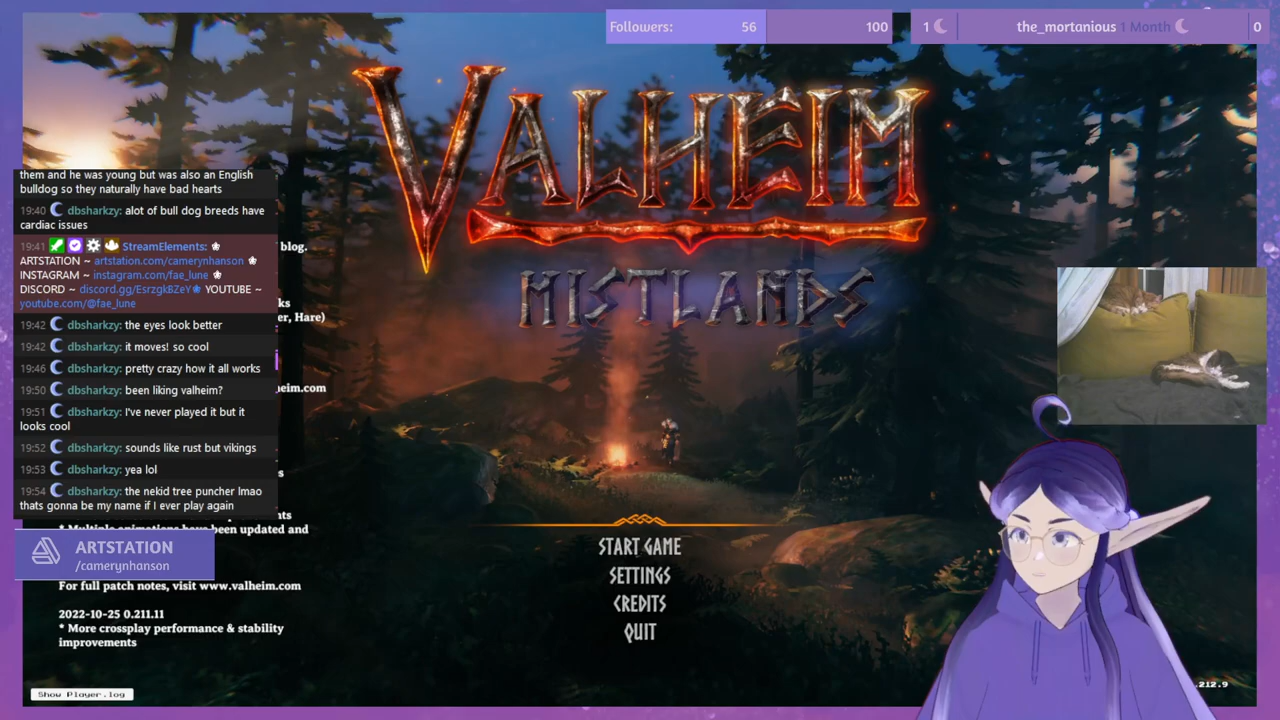 Followers: 56 100
1 the_mortanious 1 Month 0
VALHEIM
MISTLANDS
them and he was young but was also an English
bulldog so they naturally have bad hearts
19:40 dbsharkzy: alot of bull dog breeds have
cardiac issues
19:41 StreamElements:
ARTSTATION ~ artstation.com/camerynhanson
INSTAGRAM ~ instagram.com/fae_lune
DISCORD ~ discord.gg/EsrzgkBZeY YOUTUBE ~
youtube.com/@fae_lune
19:42 dbsharkzy: the eyes look better
19:42 dbsharkzy: it moves! so cool
19:46 dbsharkzy: pretty crazy how it all works
19:50 dbsharkzy: been liking valheim?
19:51 dbsharkzy: I've never played it but it
looks cool
19:52 dbsharkzy: sounds like rust but vikings
19:53 dbsharkzy: yea lol
19:54 dbsharkzy: the nekid tree puncher lmao
thats gonna be my name if I ever play again
blog.
er, Hare)
heim.com
* Multiple animations have been updated and
ARTSTATION
/camerynhanson
For full patch notes, visit www.valheim.com
2022-10-25 0.211.11
* More crossplay performance & stability
improvements
Show Player.log
START GAME
SETTINGS
CREDITS
QUIT
.212.9